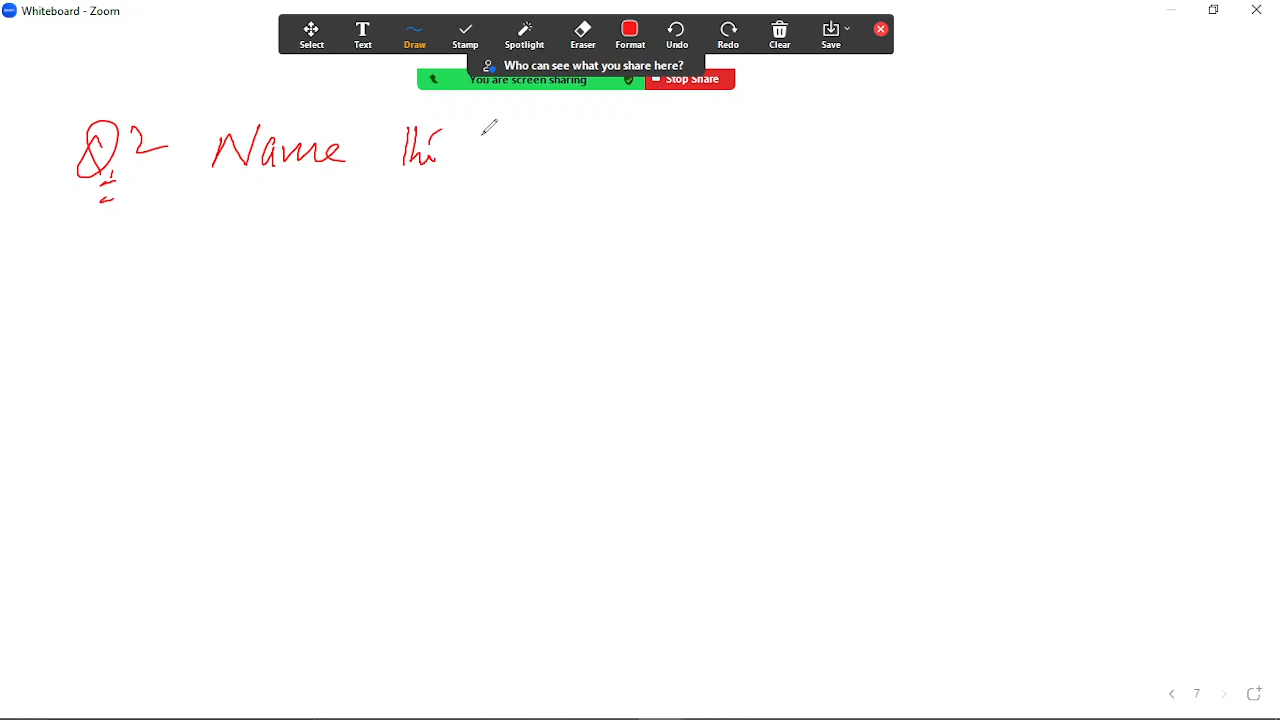 Whiteboard - Zoom
Select Text Draw Stamp Spotlight Eraser Format Undo Redo Clear Save
Who can see what you share here?
You are screen sharing Stop Share
Q2 Name
7